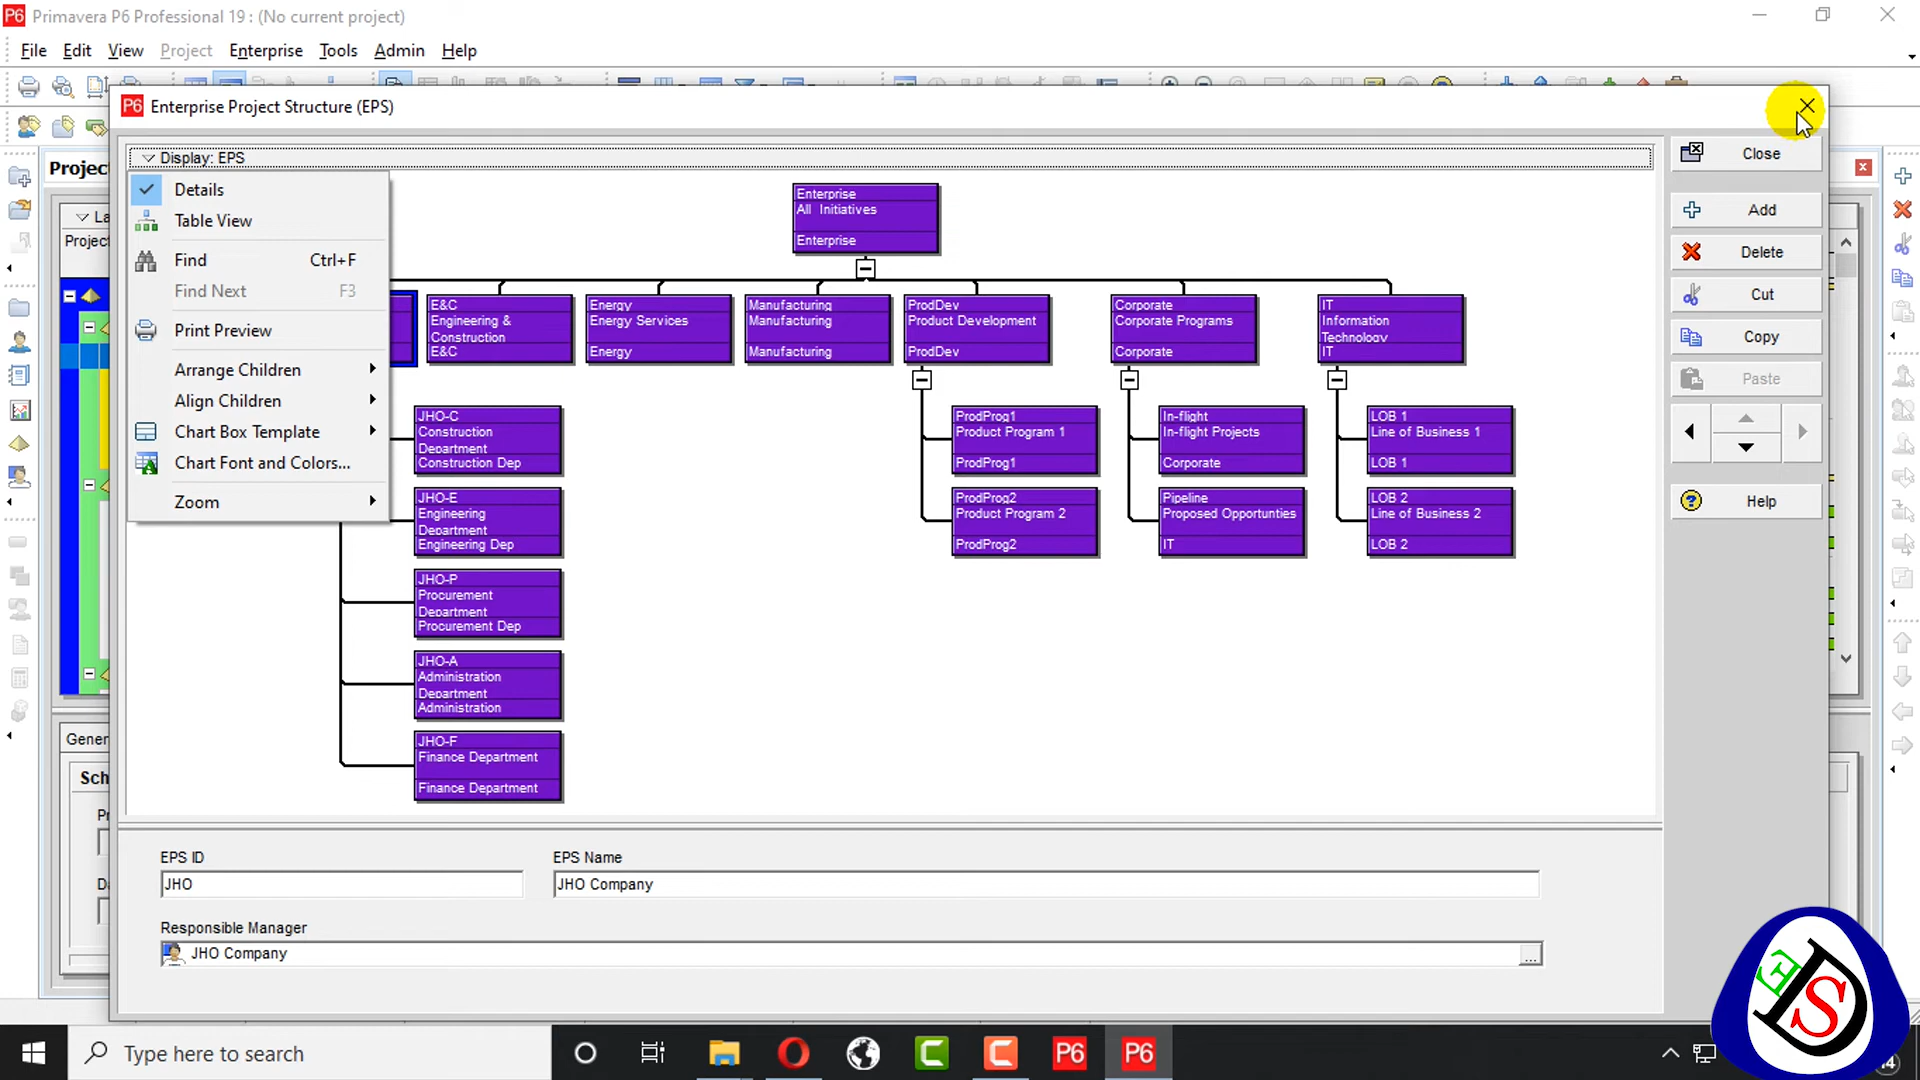 Primavera P6 Professional 19 : (No current project)
File Edit View Project Enterprise Tools Admin Help
P6 Enterprise Project Structure (EPS)
Display: EPS
Details
Table View
Find Ctrl+F
Find Next F3
Print Preview
Arrange Children
Align Children
Chart Box Template
Chart Font and Colors...
Zoom
Enterprise
All Initiatives
Enterprise
E&C
Engineering &
Construction
E&C
Energy
Energy Services
Energy
Manufacturing
Manufacturing
Manufacturing
ProdDev
Product Development
ProdDev
Corporate
Corporate Programs
Corporate
IT
Information
Technology
IT
JHO-C
Construction
Department
Construction Dep
JHO-E
Engineering
Department
Engineering Dep
JHO-P
Procurement
Department
Procurement Dep
JHO-A
Administration
Department
Administration
JHO-F
Finance Department
Finance Department
ProdProg1
Product Program 1
ProdProg1
ProdProg2
Product Program 2
ProdProg2
In-flight
In-flight Projects
Corporate
Pipeline
Proposed Opportunties
IT
LOB 1
Line of Business 1
LOB 1
LOB 2
Line of Business 2
LOB 2
Close
Add
Delete
Cut
Copy
Paste
Help
EPS ID
JHO
EPS Name
JHO Company
Responsible Manager
JHO Company
...
Projec
La
Project
Gener
Sch
Type here to search
P6 P6